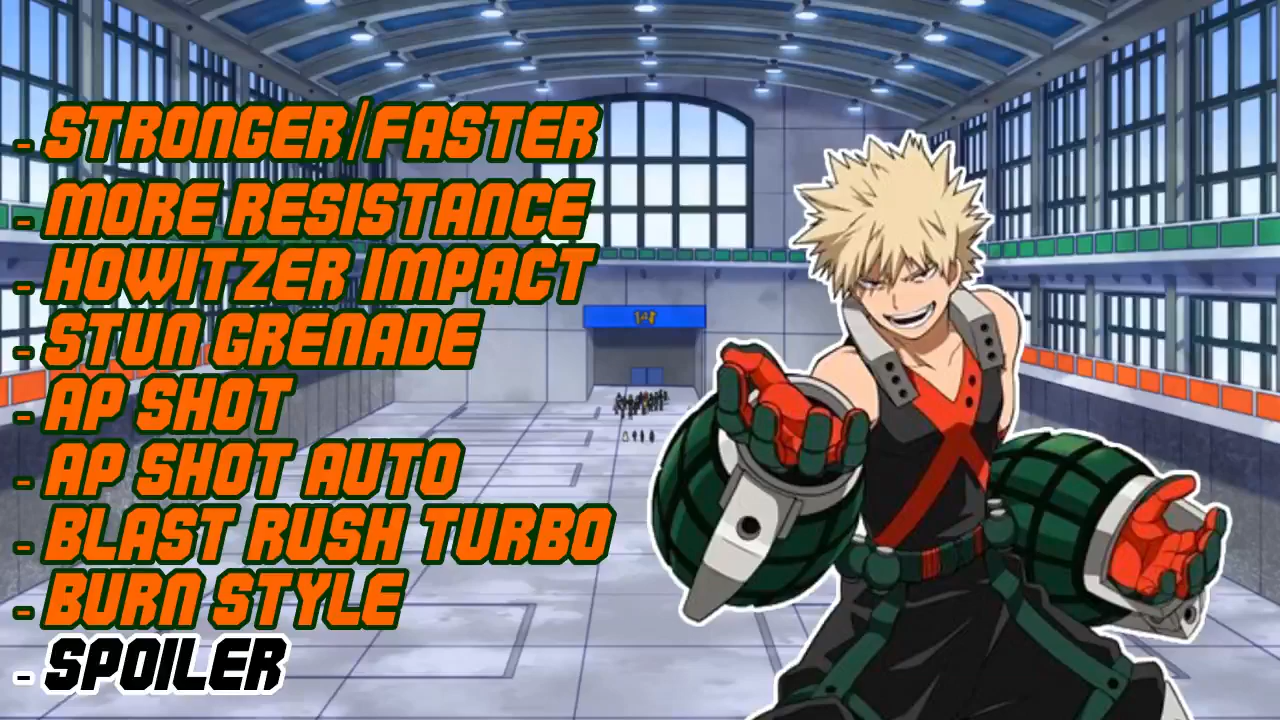 - STRONGER/FASTER
- MORE RESISTANCE
- HOWITZER IMPACT
- STUN GRENADE
- AP SHOT
- AP SHOT AUTO
- BLAST RUSH TURBO
- BURN STYLE
- SPOILER